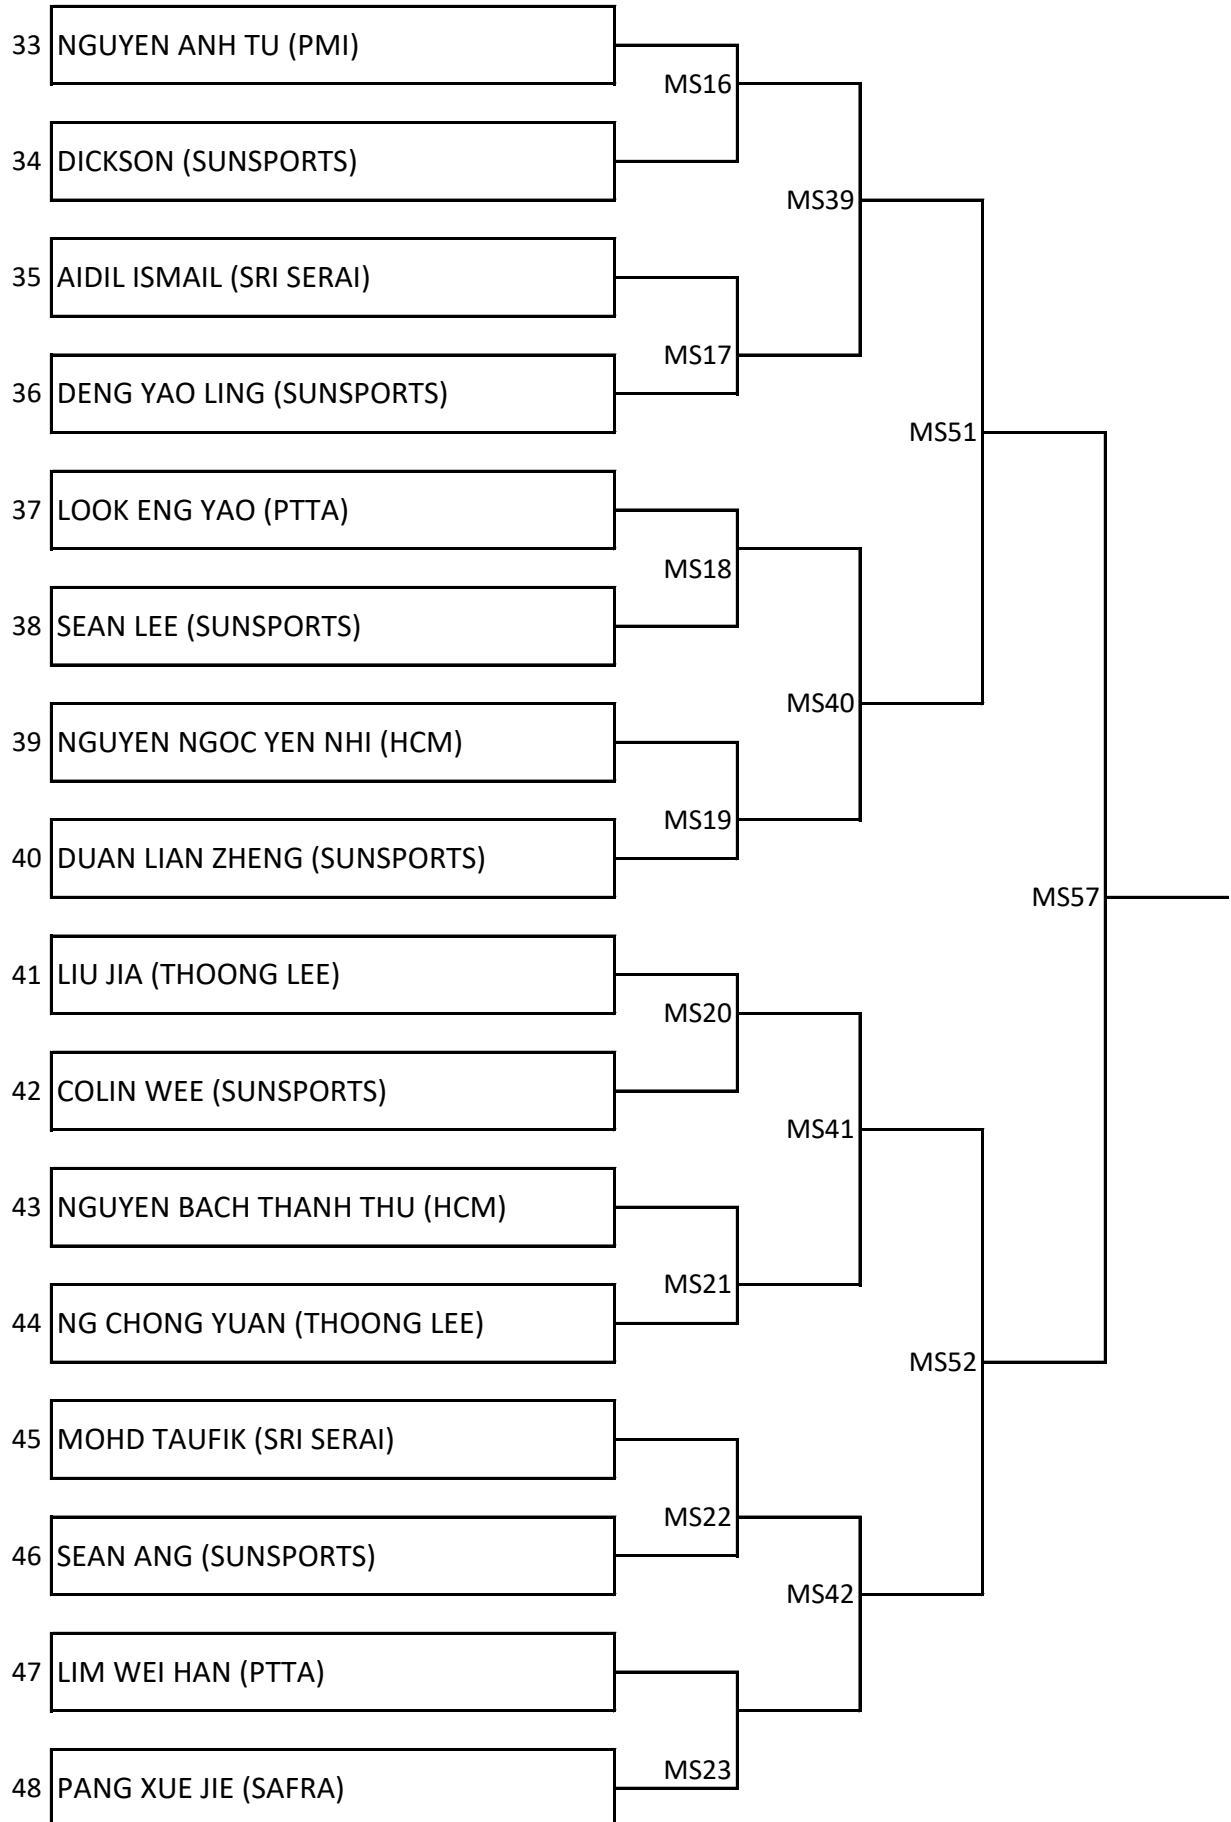 33 NGUYEN ANH TU (PMI)
MS16
34 DICKSON (SUNSPORTS)
MS39
35 AIDIL ISMAIL (SRI SERAI)
MS17
36 DENG YAO LING (SUNSPORTS)
MS51
37 LOOK ENG YAO (PTTA)
MS18
38 SEAN LEE (SUNSPORTS)
MS40
39 NGUYEN NGOC YEN NHI (HCM)
MS19
40 DUAN LIAN ZHENG (SUNSPORTS)
MS57
41 LIU JIA (THOONG LEE)
MS20
42 COLIN WEE (SUNSPORTS)
MS41
43 NGUYEN BACH THANH THU (HCM)
MS21
44 NG CHONG YUAN (THOONG LEE)
MS52
45 MOHD TAUFIK (SRI SERAI)
MS22
46 SEAN ANG (SUNSPORTS)
MS42
47 LIM WEI HAN (PTTA)
MS23
48 PANG XUE JIE (SAFRA)